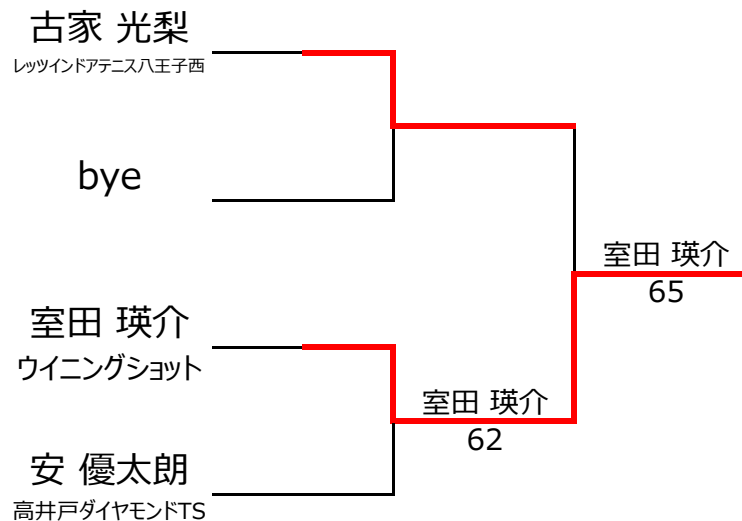 古家 光梨
レッツインドアテニス八王子西
bye
室田 瑛介
65
室田 瑛介
ウイニングショット
室田 瑛介
62
安 優太朗
高井戸ダイヤモンドTS